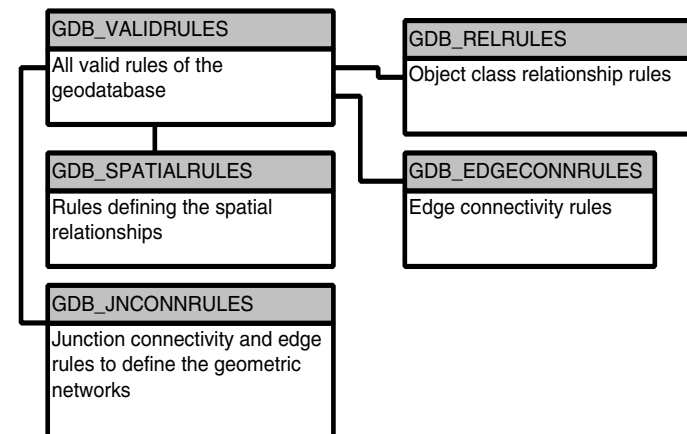 GDB_VALIDRULES
All valid rules of the
geodatabase
GDB_RELRULES
Object class relationship rules
GDB_SPATIALRULES
Rules defining the spatial
relationships
GDB_EDGECONNRULES
Edge connectivity rules
GDB_JNCONNRULES
Junction connectivity and edge
rules to define the geometric
networks